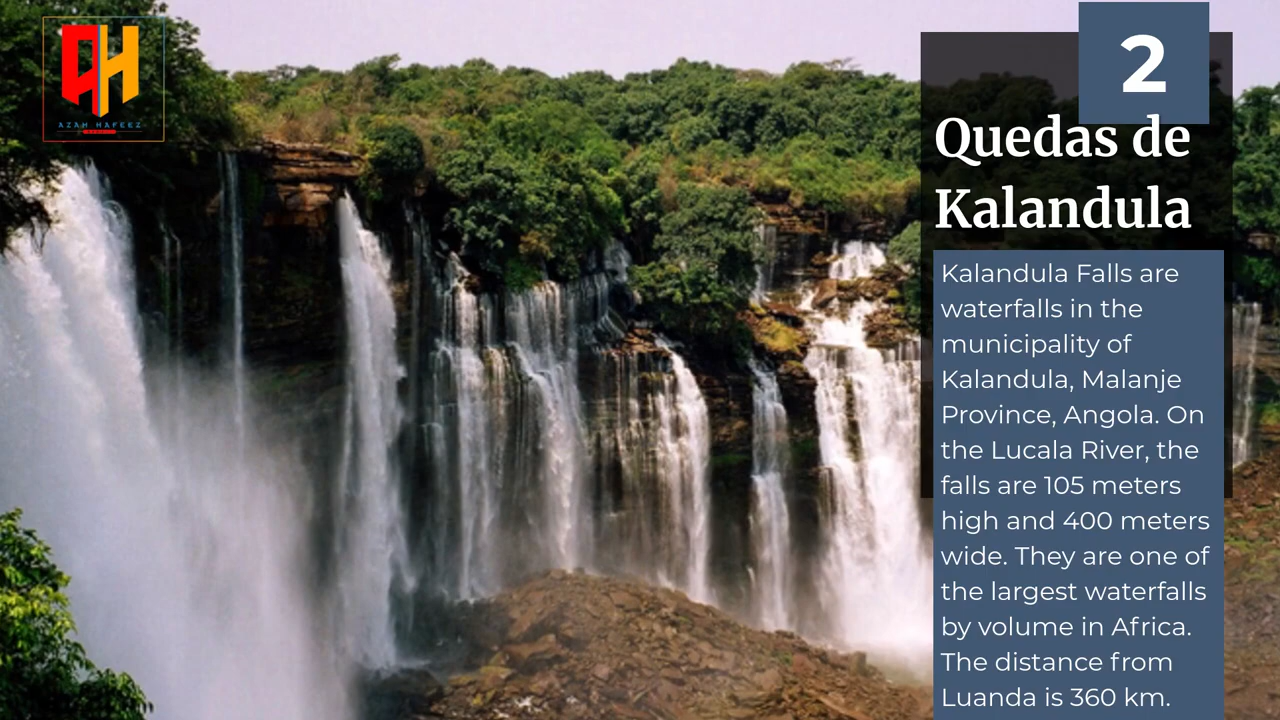 AH
AZAM HAFEEZ
2
Quedas de
Kalandula
Kalandula Falls are
waterfalls in the
municipality of
Kalandula, Malanje
Province, Angola. On
the Lucala River, the
falls are 105 meters
high and 400 meters
wide. They are one of
the largest waterfalls
by volume in Africa.
The distance from
Luanda is 360 km.